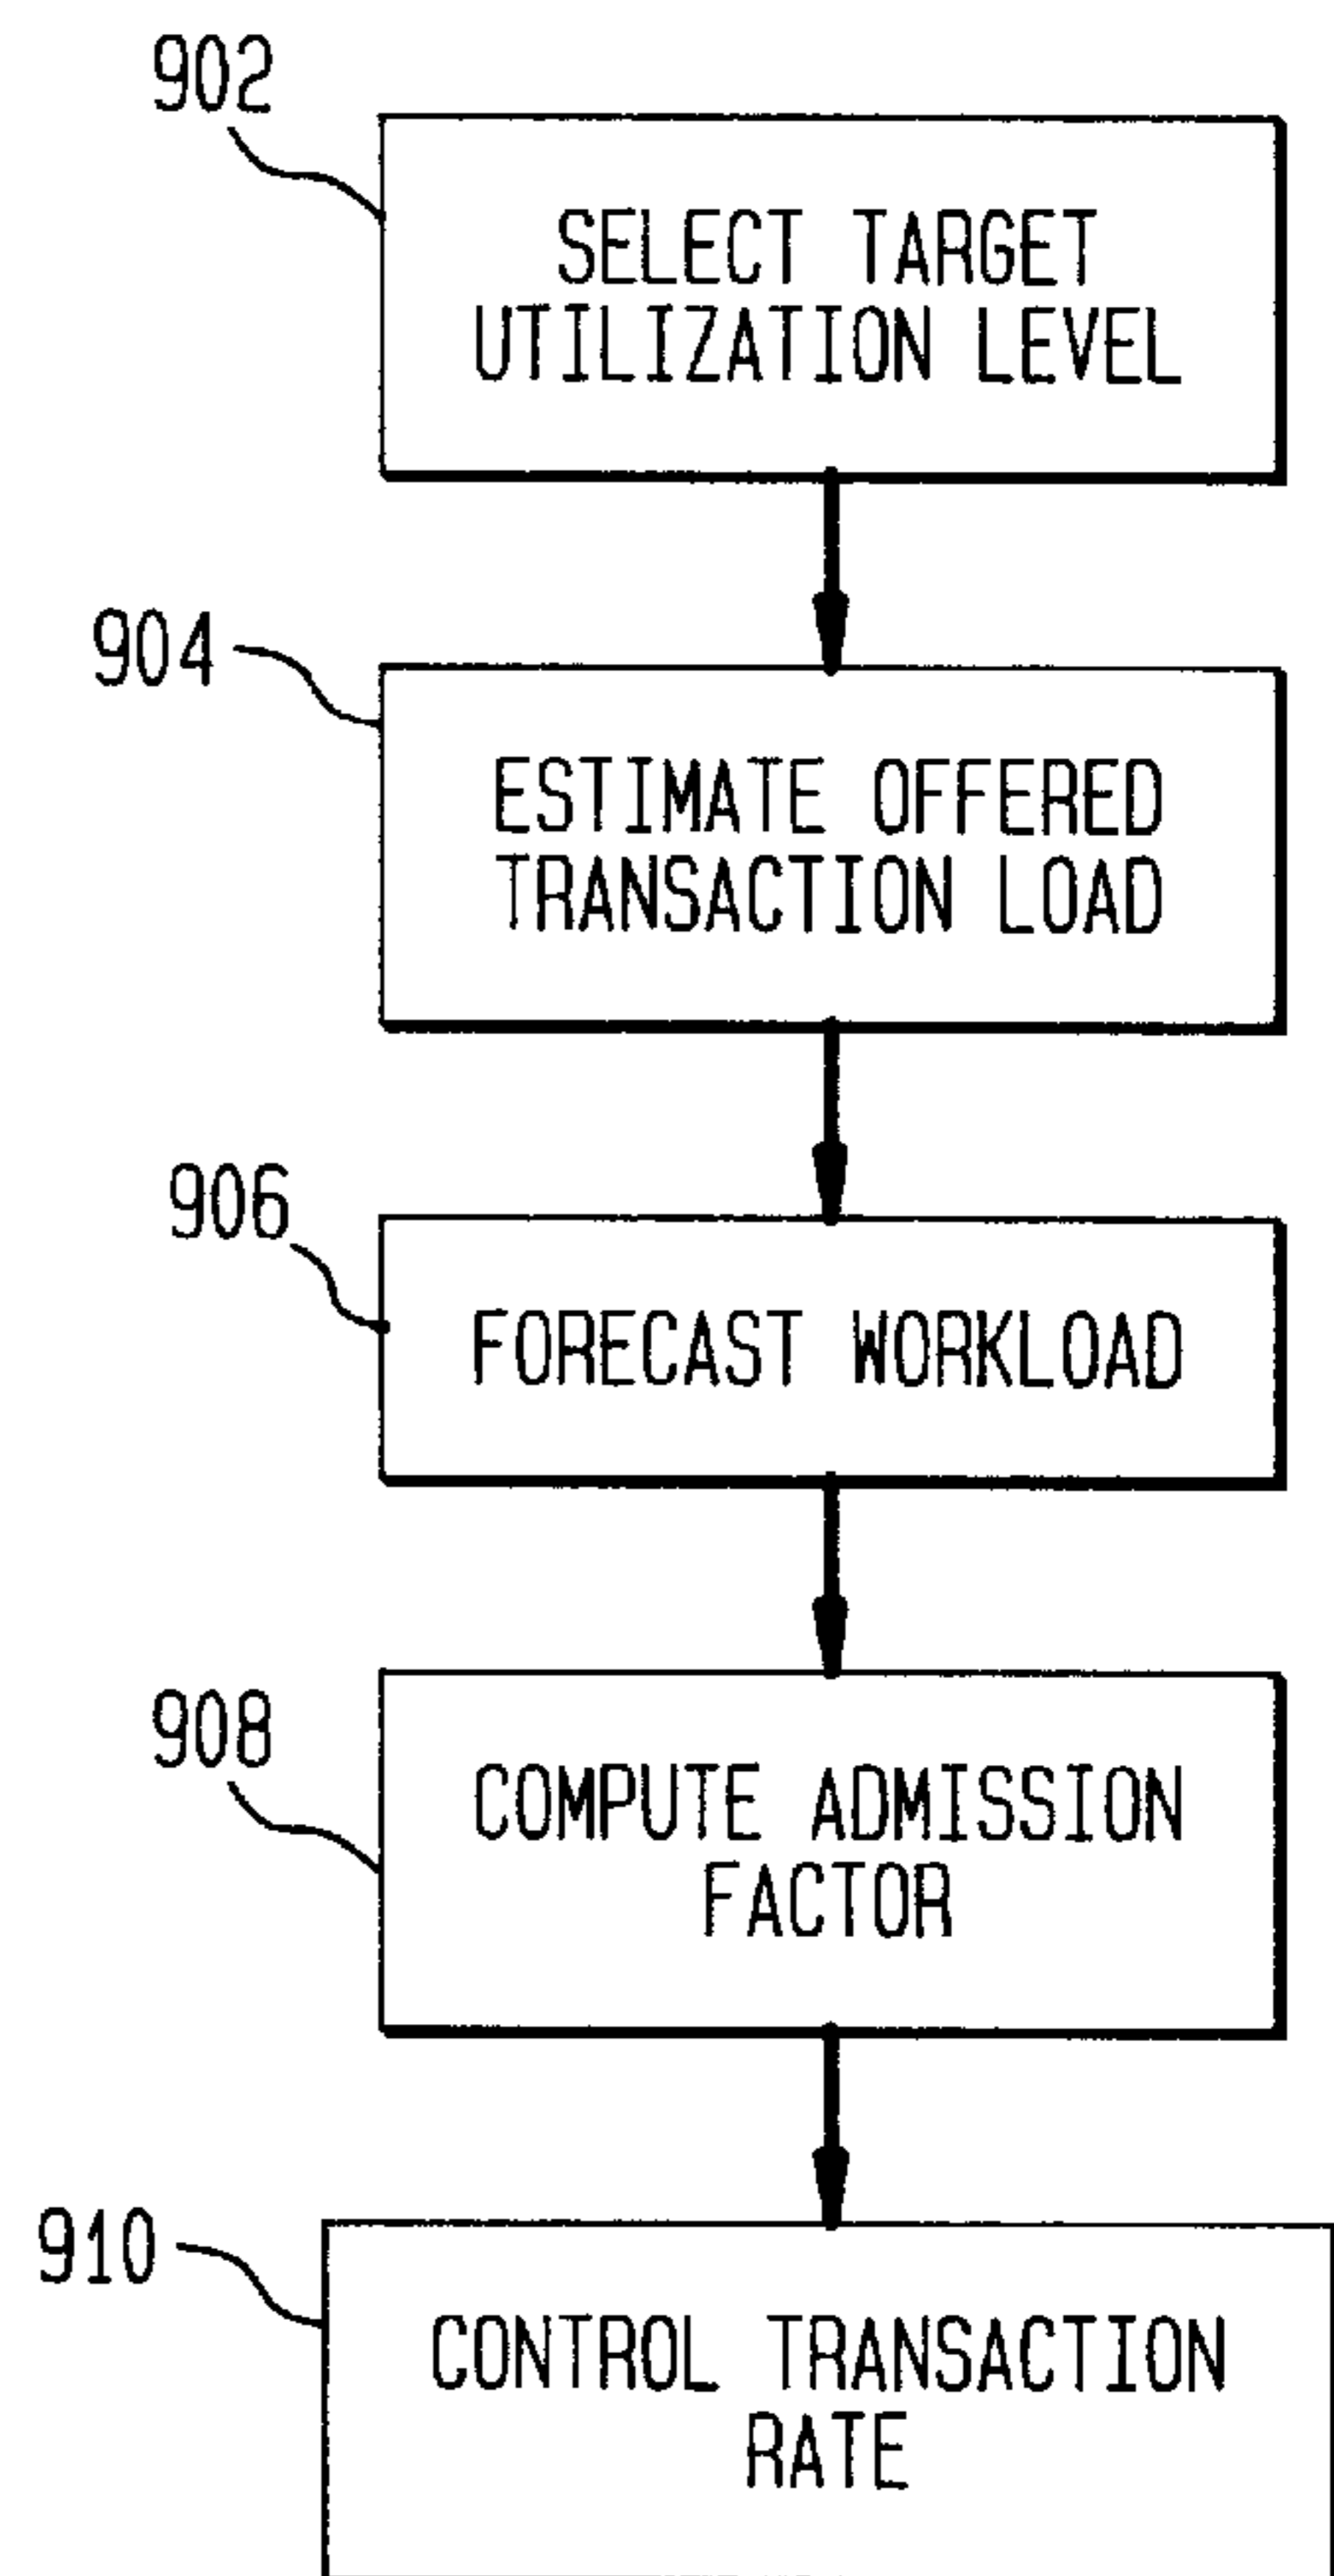 902
SELECT TARGET
UTILIZATION LEVEL
904
ESTIMATE OFFERED
TRANSACTION LOAD
906
FORECAST WORKLOAD
908
COMPUTE ADMISSION
FACTOR
910
CONTROL TRANSACTION
RATE